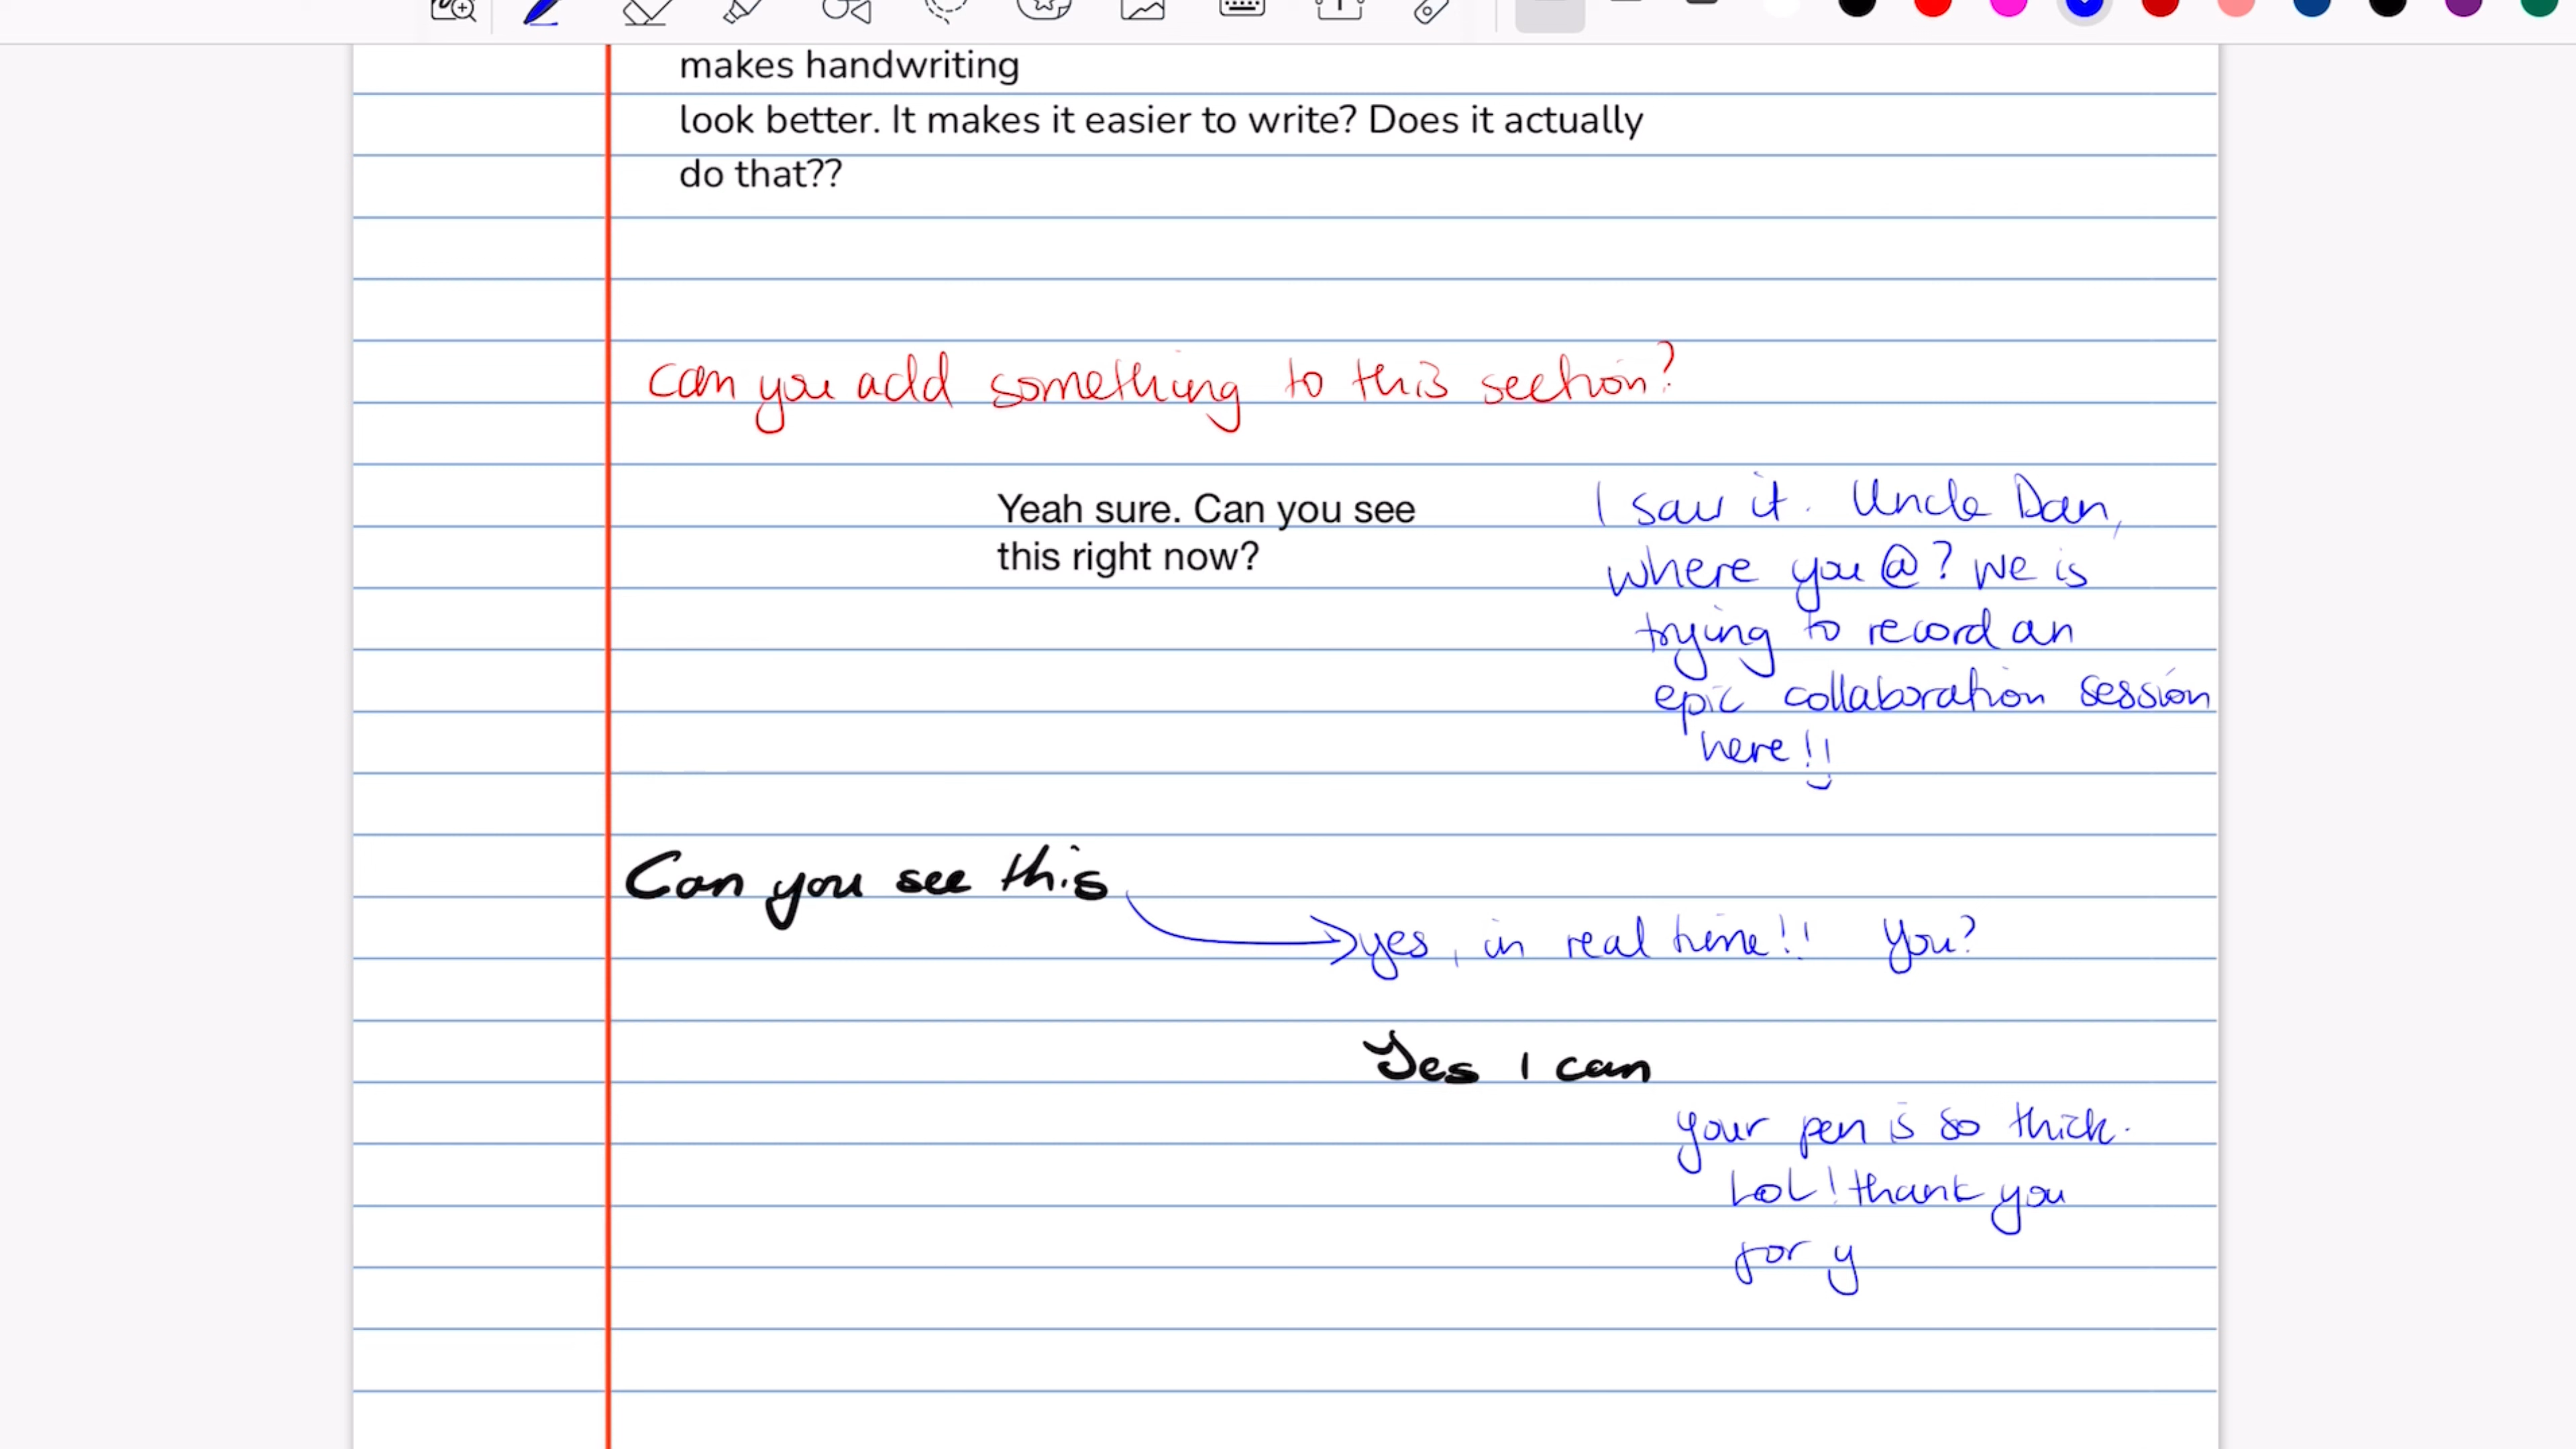 makes handwriting
look better. It makes it easier to write? Does it actually
do that??
can you add something to this section?
Yeah sure. Can you see
this right now?
I saw it. Uncle Dan,
where you @? We is
trying to record an
epic collaboration session
here!!
Can you see this
yes, in real time!! You?
Yes I can
your pen is so thick.
LOL! thank you
for y